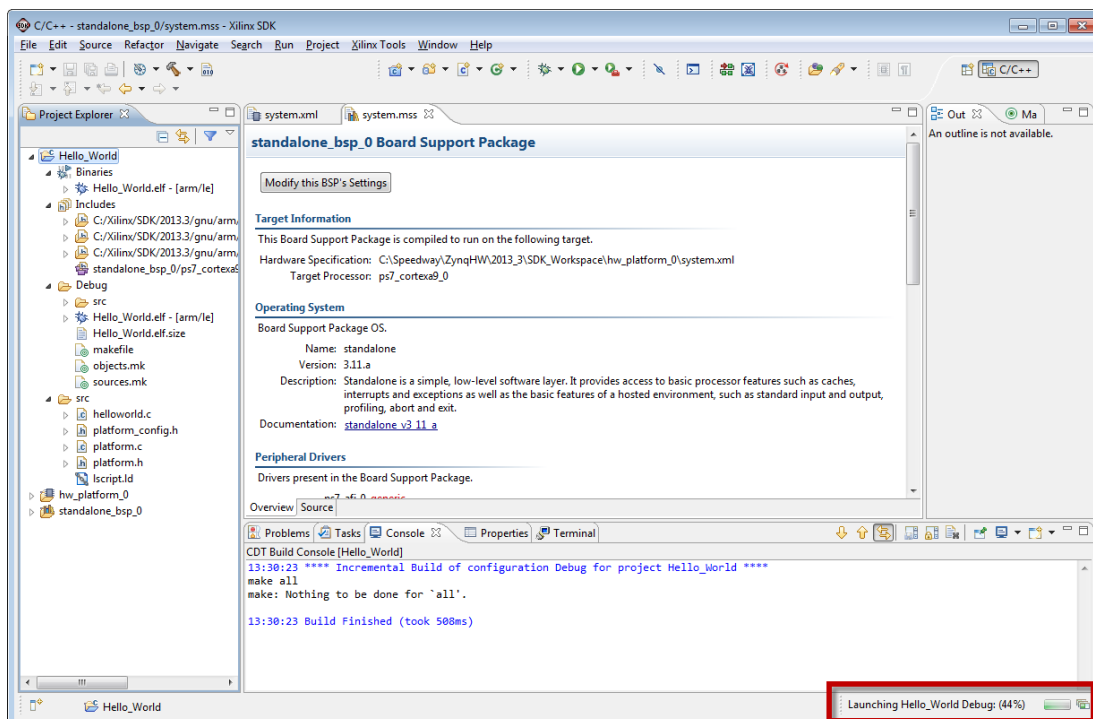 C/C++ - standalone_bsp_0/system.mss - Xilinx SDK
File Edit Source Refactor Navigate Search Run Project Xilinx Tools Window Help
C/C++
Project Explorer
system.xml
system.mss
Out
Ma
An outline is not available.
Hello_World
Binaries
Hello_World.elf - [arm/le]
Includes
C:/Xilinx/SDK/2013.3/gnu/arm/
C:/Xilinx/SDK/2013.3/gnu/arm/
C:/Xilinx/SDK/2013.3/gnu/arm/
standalone_bsp_0/ps7_cortexa9
Debug
src
Hello_World.elf - [arm/le]
Hello_World.elf.size
makefile
objects.mk
sources.mk
src
helloworld.c
platform_config.h
platform.c
platform.h
lscript.ld
hw_platform_0
standalone_bsp_0
standalone_bsp_0 Board Support Package
Modify this BSP's Settings
Target Information
This Board Support Package is compiled to run on the following target.
Hardware Specification: C:\Speedway\ZynqHW\2013_3\SDK_Workspace\hw_platform_0\system.xml
Target Processor: ps7_cortexa9_0
Operating System
Board Support Package OS.
Name: standalone
Version: 3.11.a
Description: Standalone is a simple, low-level software layer. It provides access to basic processor features such as caches,
interrupts and exceptions as well as the basic features of a hosted environment, such as standard input and output,
profiling, abort and exit.
Documentation: standalone_v3_11_a
Peripheral Drivers
Drivers present in the Board Support Package.
ps7_afi_0 generic
Overview Source
Problems Tasks Console Properties Terminal
CDT Build Console [Hello_World]
13:30:23 **** Incremental Build of configuration Debug for project Hello_World ****
make all
make: Nothing to be done for `all'.
13:30:23 Build Finished (took 508ms)
Hello_World
Launching Hello_World Debug: (44%)